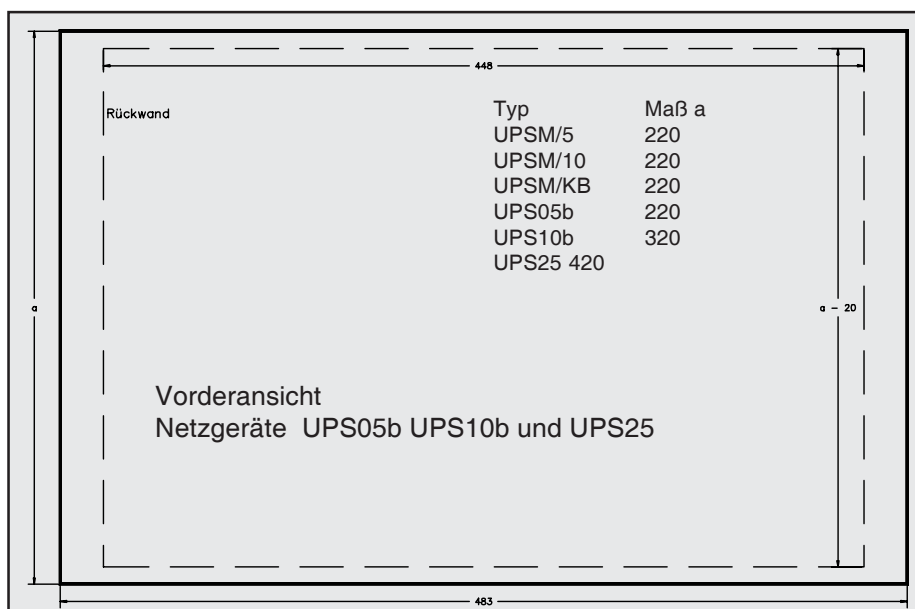 448
Rückwand
Typ Maß a
UPSM/5 220
UPSM/10 220
UPSM/KB 220
UPS05b 220
UPS10b 320
UPS25 420
a
a - 20
Vorderansicht
Netzgeräte UPS05b UPS10b und UPS25
483